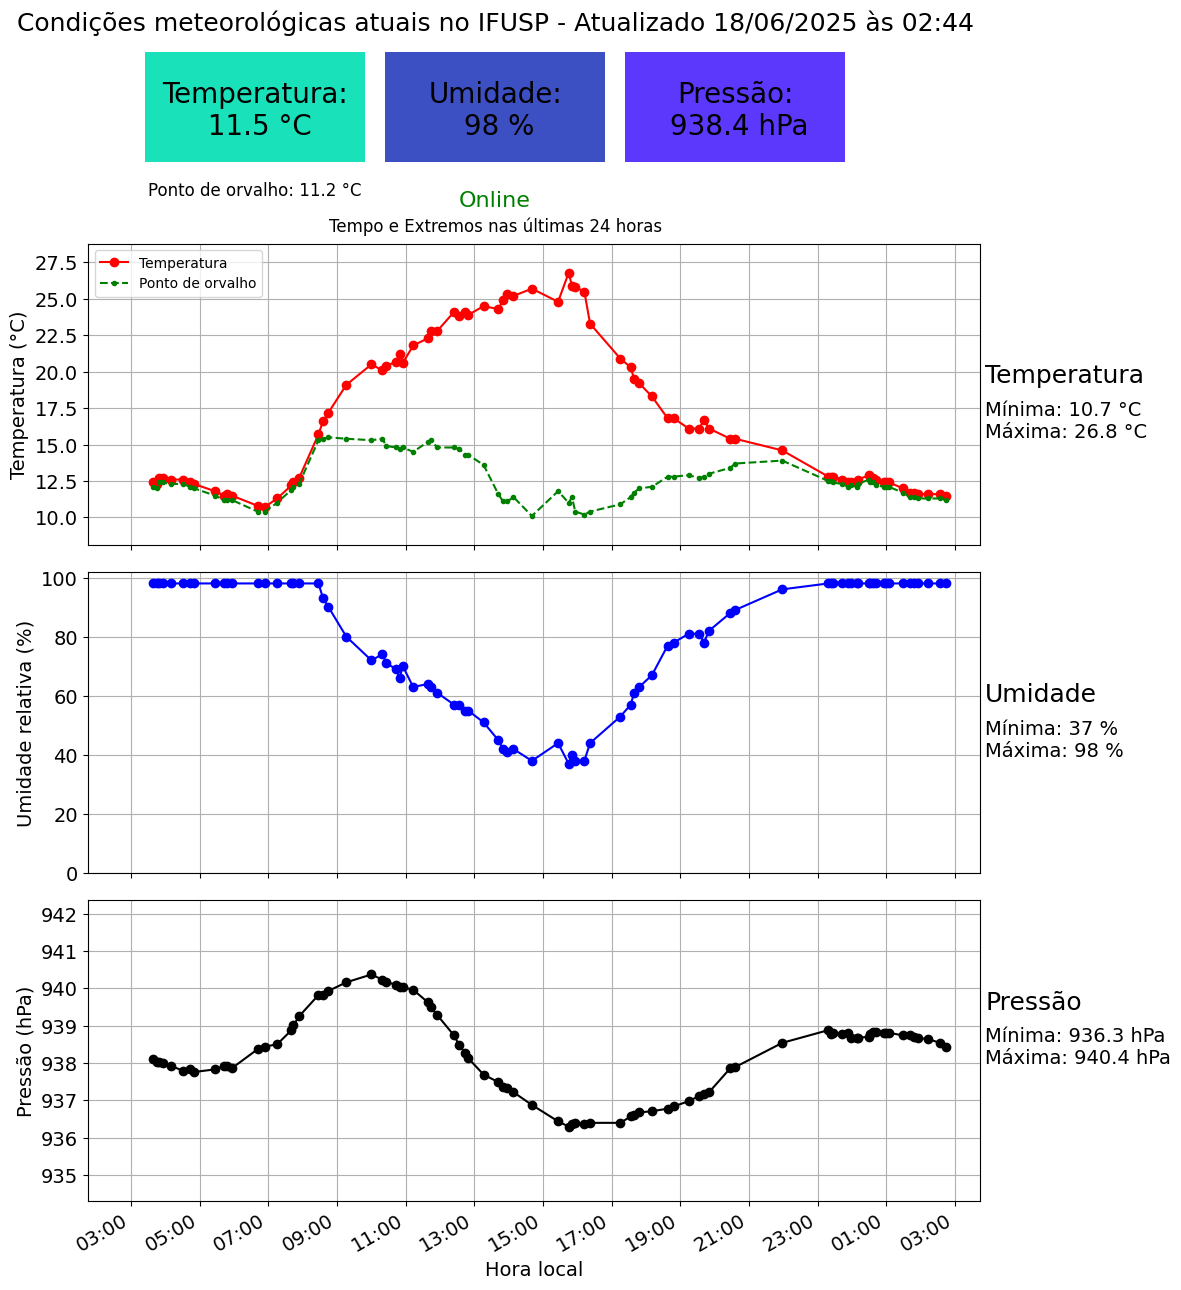 Condições meteorológicas atuais no IFUSP - Atualizado 18/06/2025 às 02:44
Temperatura:
11.5 °C
Umidade:
98 %
Pressão:
938.4 hPa
Ponto de orvalho: 11.2 °C
Online
Tempo e Extremos nas últimas 24 horas
Temperatura
Ponto de orvalho
Temperatura (°C)
27.5
25.0
22.5
20.0
17.5
15.0
12.5
10.0
Temperatura
Mínima: 10.7 °C
Máxima: 26.8 °C
Umidade relativa (%)
100
80
60
40
20
0
Umidade
Mínima: 37 %
Máxima: 98 %
Pressão (hPa)
942
941
940
939
938
937
936
935
Pressão
Mínima: 936.3 hPa
Máxima: 940.4 hPa
03:00 05:00 07:00 09:00 11:00 13:00 15:00 17:00 19:00 21:00 23:00 01:00 03:00
Hora local